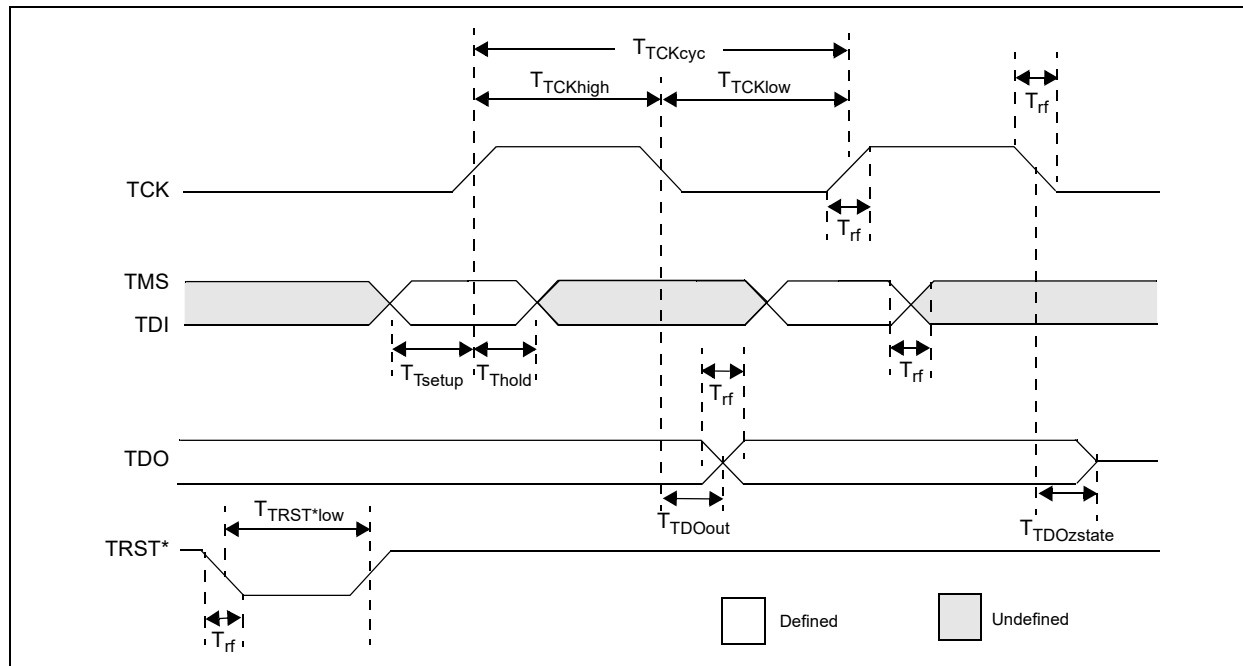 TTCKcyc
TTCKhigh
TTCKlow
Trf
TCK
Trf
TMS
TDI
TTsetup
TThold
Trf
Trf
TDO
TTRST*low
TTDOout
TTDOzstate
TRST*
Trf
Defined
Undefined